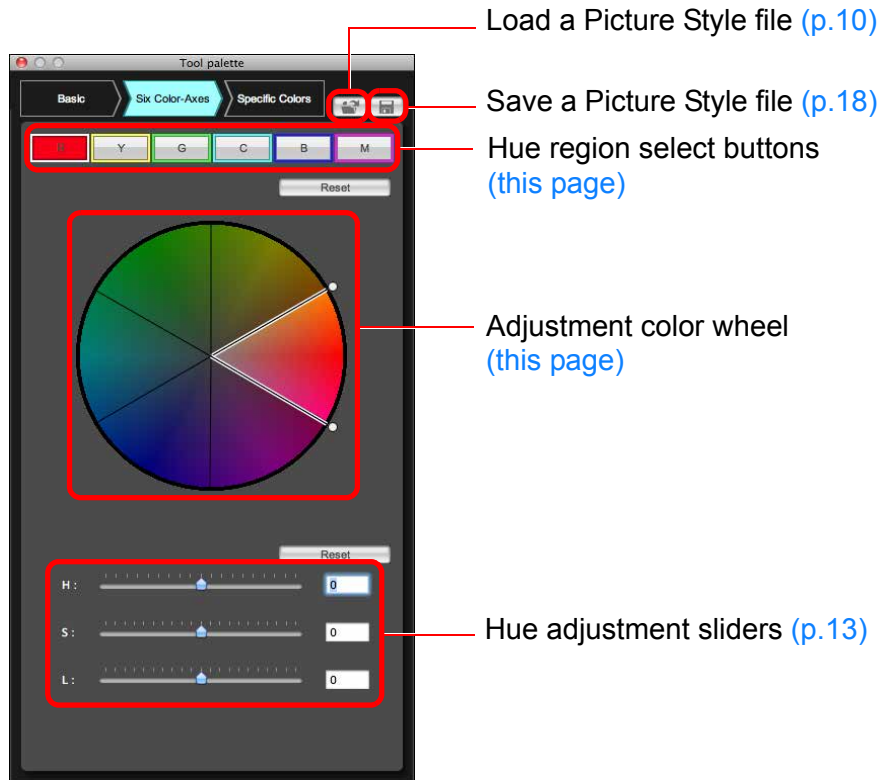 Load a Picture Style file (p.10)
Tool palette
Basic
Six Color-Axes
Specific Colors
Save a Picture Style file (p.18)
Hue region select buttons
(this page)
R
Y
G
C
B
M
Reset
Adjustment color wheel
(this page)
Reset
H :
0
S :
0
Hue adjustment sliders (p.13)
L :
0